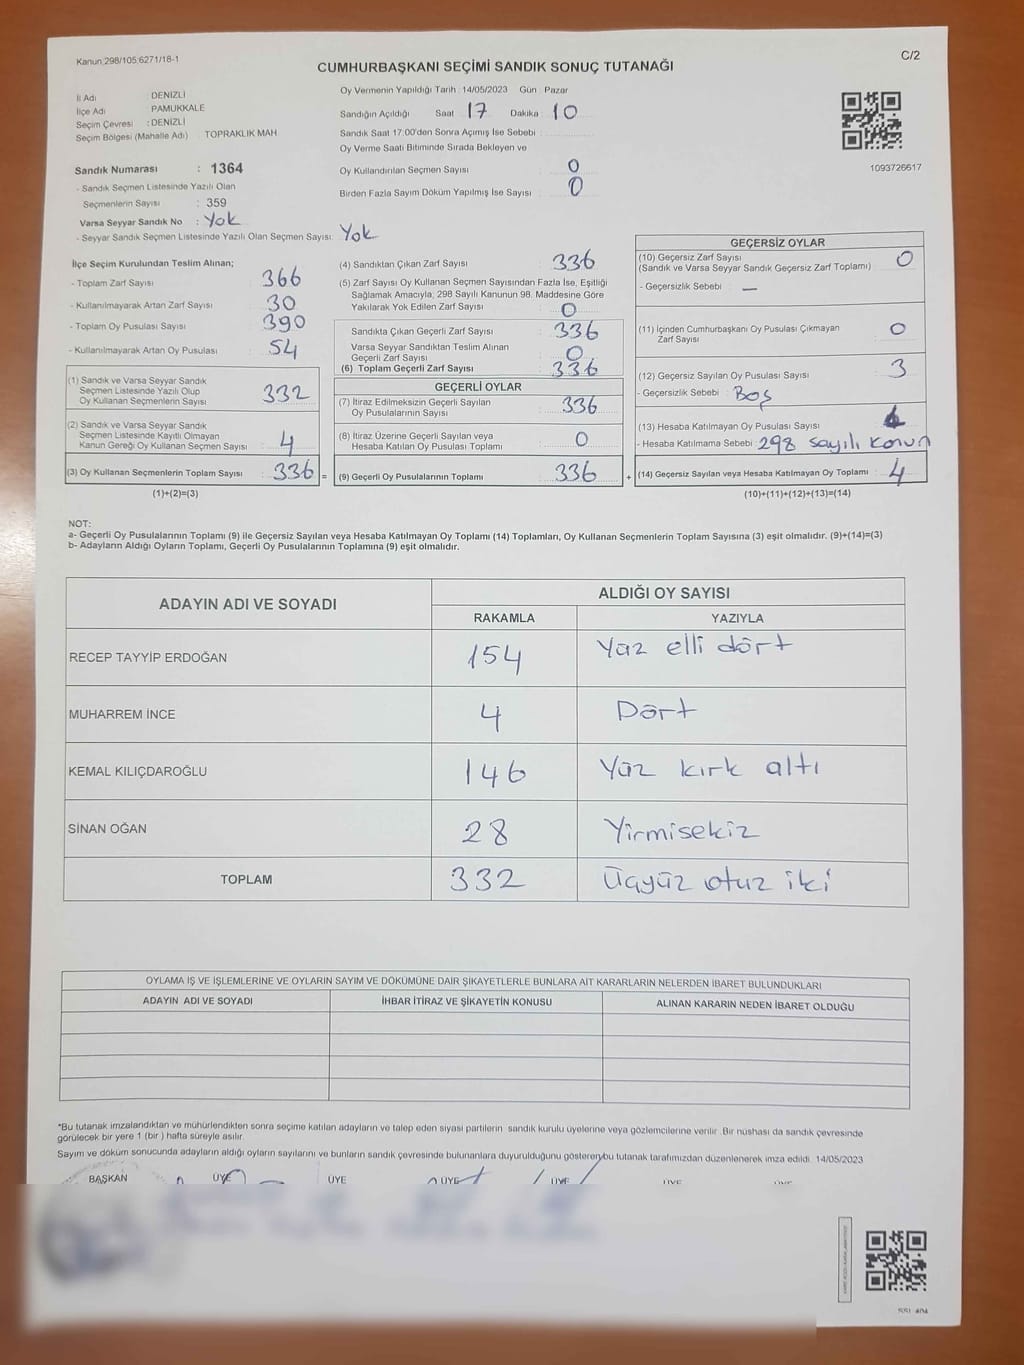 Kanun 298/105 6271/18-1
C/2
CUMHURBAŞKANI SEÇİMİ SANDIK SONUÇ TUTANAĞI
İl Adı : DENİZLİ
İlçe Adı : PAMUKKALE
Seçim Çevresi : DENİZLİ
Seçim Bölgesi (Mahalle Adı) : TOPRAKLIK MAH.
Sandık Numarası : 1364
- Sandık Seçmen Listesinde Yazılı Olan
Seçmenlerin Sayısı : 359
Varsa Seyyar Sandık No : Yok
- Seyyar Sandık Seçmen Listesinde Yazılı Olan Seçmen Sayısı: Yok
Oy Vermenin Yapıldığı Tarih : 14/05/2023 Gün : Pazar
Sandığın Açıldığı Saat 17 Dakika 10
Sandık Saat 17:00'den Sonra Açımış İse Sebebi :
Oy Verme Saati Bitiminde Sırada Bekleyen ve
Oy Kullandırılan Seçmen Sayısı 0
Birden Fazla Sayım Döküm Yapılmış İse Sayısı : 0
1093726617
İlçe Seçim Kurulundan Teslim Alınan;
- Toplam Zarf Sayısı : 366
- Kullanılmayarak Artan Zarf Sayısı : 30
- Toplam Oy Pusulası Sayısı : 390
- Kullanılmayarak Artan Oy Pusulası : 54
(1) Sandık ve Varsa Seyyar Sandık
Seçmen Listesinde Yazılı Olup
Oy Kullanan Seçmenlerin Sayısı : 332
(2) Sandık ve Varsa Seyyar Sandık
Seçmen Listesinde Kayıtlı Olmayan
Kanun Gereği Oy Kullanan Seçmen Sayısı : 4
(3) Oy Kullanan Seçmenlerin Toplam Sayısı : 336 =
(1)+(2)=(3)
(4) Sandıktan Çıkan Zarf Sayısı : 336
(5) Zarf Sayısı Oy Kullanan Seçmen Sayısından Fazla İse, Eşitliği
Sağlamak Amacıyla; 298 Sayılı Kanunun 98. Maddesine Göre
Yakılarak Yok Edilen Zarf Sayısı : 0
Sandıkta Çıkan Geçerli Zarf Sayısı : 336
Varsa Seyyar Sandıktan Teslim Alınan
Geçerli Zarf Sayısı : 0
(6) Toplam Geçerli Zarf Sayısı : 336
GEÇERLİ OYLAR
(7) İtiraz Edilmeksizin Geçerli Sayılan
Oy Pusulalarının Sayısı : 336
(8) İtiraz Üzerine Geçerli Sayılan veya
Hesaba Katılan Oy Pusulaları Toplamı : 0
(9) Geçerli Oy Pusulalarının Toplamı : 336 +
GEÇERSİZ OYLAR
(10) Geçersiz Zarf Sayısı
(Sandık ve Varsa Seyyar Sandık Geçersiz Zarf Toplamı) : 0
- Geçersizlik Sebebi : —
(11) İçinden Cumhurbaşkanı Oy Pusulası Çıkmayan
Zarf Sayısı : 0
(12) Geçersiz Sayılan Oy Pusulası Sayısı : 3
- Geçersizlik Sebebi : Boş
(13) Hesaba Katılmayan Oy Pusulası Sayısı :
- Hesaba Katılmama Sebebi : 298 sayılı konun
(14) Geçersiz Sayılan veya Hesaba Katılmayan Oy Toplamı : 4
(10)+(11)+(12)+(13)=(14)
NOT:
a- Geçerli Oy Pusulalarının Toplamı (9) ile Geçersiz Sayılan veya Hesaba Katılmayan Oy Toplamı (14) Toplamları, Oy Kullanan Seçmenlerin Toplam Sayısına (3) eşit olmalıdır. (9)+(14)=(3)
b- Adayların Aldığı Oyların Toplamı, Geçerli Oy Pusulalarının Toplamına (9) eşit olmalıdır.
ADAYIN ADI VE SOYADI ALDIĞI OY SAYISI
RAKAMLA YAZIYLA
RECEP TAYYİP ERDOĞAN 154 Yüz elli dört
MUHARREM İNCE 4 Dört
KEMAL KILIÇDAROĞLU 146 Yüz kırk altı
SİNAN OĞAN 28 Yirmisekiz
TOPLAM 332 Üçyüz otuz iki
OYLAMA İŞ VE İŞLEMLERİNE VE OYLARIN SAYIM VE DÖKÜMÜNE DAİR ŞİKAYETLERLE BUNLARA AİT KARARLARIN NELERDEN İBARET BULUNDUKLARI
ADAYIN ADI VE SOYADI İHBAR İTİRAZ VE ŞİKAYETİN KONUSU ALINAN KARARIN NEDEN İBARET OLDUĞU
*Bu tutanak imzalandıktan ve mühürlendikten sonra seçime katılan adayların ve talep eden siyasi partilerin sandık kurulu üyelerine veya gözlemcilerine verilir. Bir nüshası da sandık çevresinde
görülecek bir yere 1 (bir ) hafta süreyle asılır.
Sayım ve döküm sonucunda adayların aldığı oyların sayılarını ve bunların sandık çevresinde bulunanlara duyurulduğunu gösteren bu tutanak tarafımızdan düzenlenerek imza edildi. 14/05/2023
BAŞKAN ÜYE ÜYE ÜYE ÜYE ÜYE ÜYE